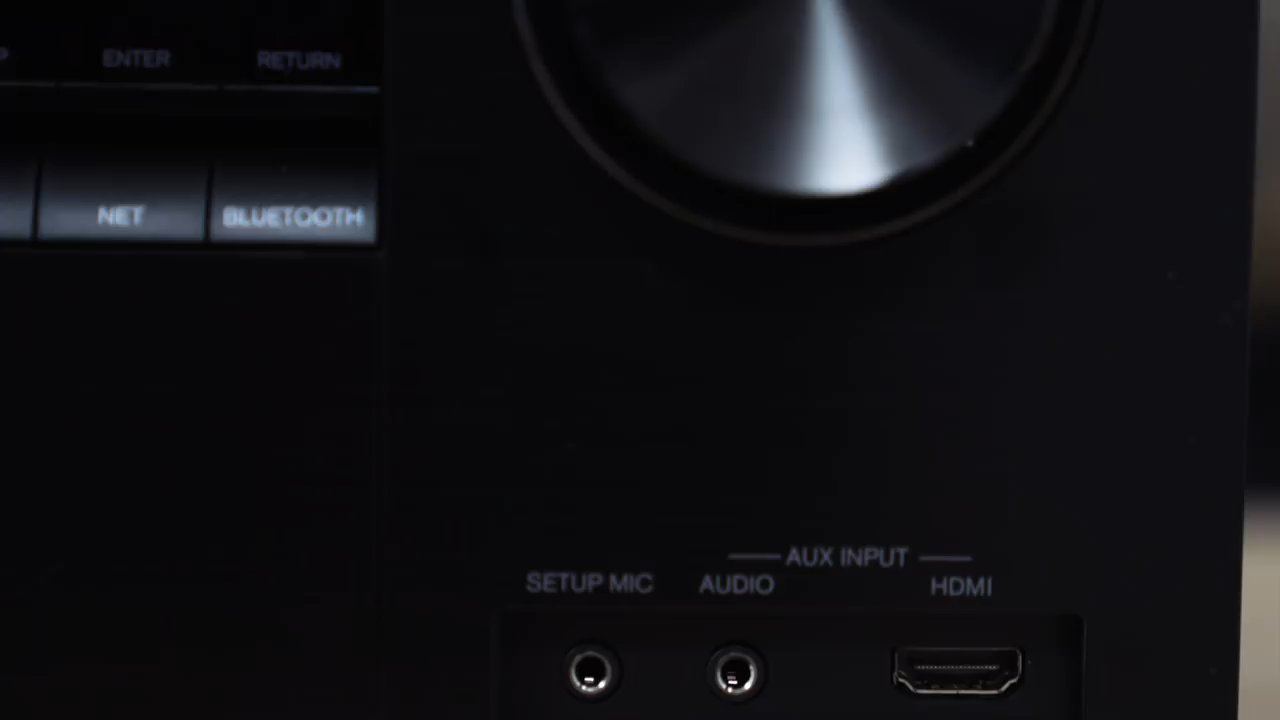 ENTER RETURN
NET BLUETOOTH
AUX INPUT
SETUP MIC AUDIO HDMI